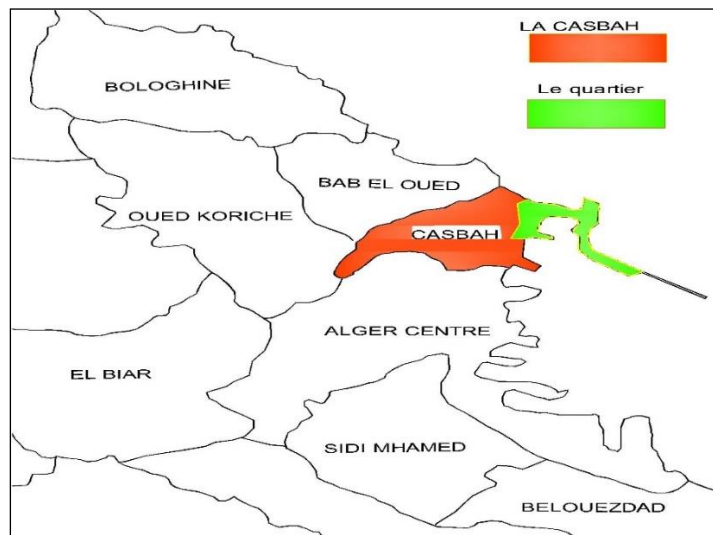 LA CASBAH
Le quartier
BOLOGHINE
BAB EL OUED
OUED KORICHE
CASBAH
ALGER CENTRE
EL BIAR
SIDI MHAMED
BELOUEZDAD